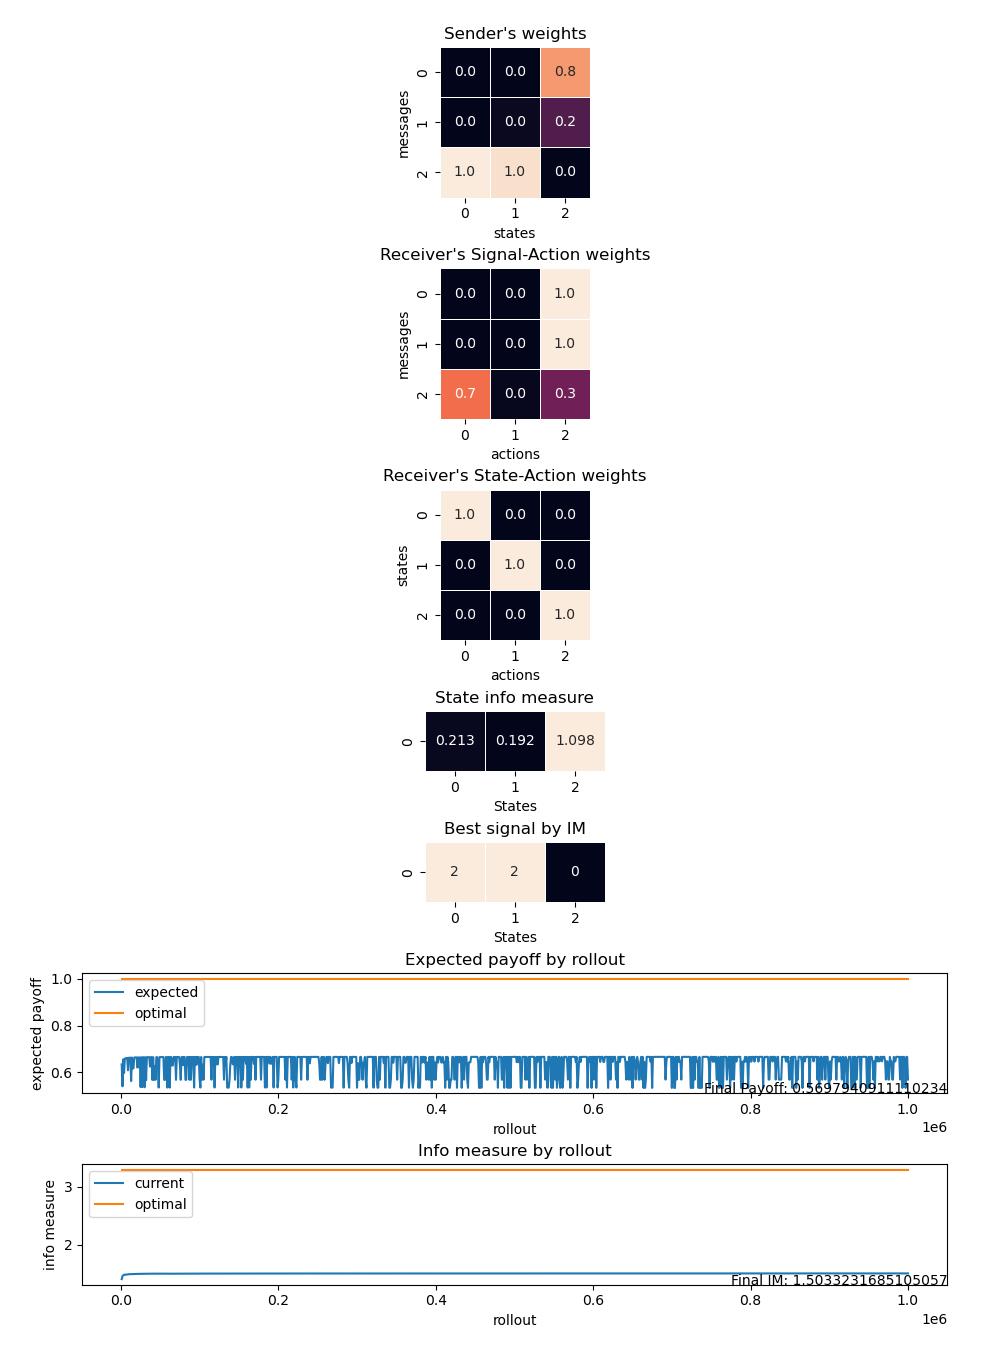 Sender's weights
0 0.0 0.0 0.8
1 0.0 0.0 0.2
2 1.0 1.0 0.0
messages
0 1 2
states
Receiver's Signal-Action weights
0 0.0 0.0 1.0
1 0.0 0.0 1.0
2 0.7 0.0 0.3
messages
0 1 2
actions
Receiver's State-Action weights
0 1.0 0.0 0.0
1 0.0 1.0 0.0
2 0.0 0.0 1.0
states
0 1 2
actions
State info measure
0 0.213 0.192 1.098
0 1 2
States
Best signal by IM
0 2 2 0
0 1 2
States
Expected payoff by rollout
expected payoff
1.0
0.8
0.6
expected
optimal
Final Payoff: 0.5697940911110234
0.0 0.2 0.4 0.6 0.8 1.0
1e6
rollout
Info measure by rollout
info measure
3
2
current
optimal
Final IM: 1.5033231685105057
0.0 0.2 0.4 0.6 0.8 1.0
1e6
rollout